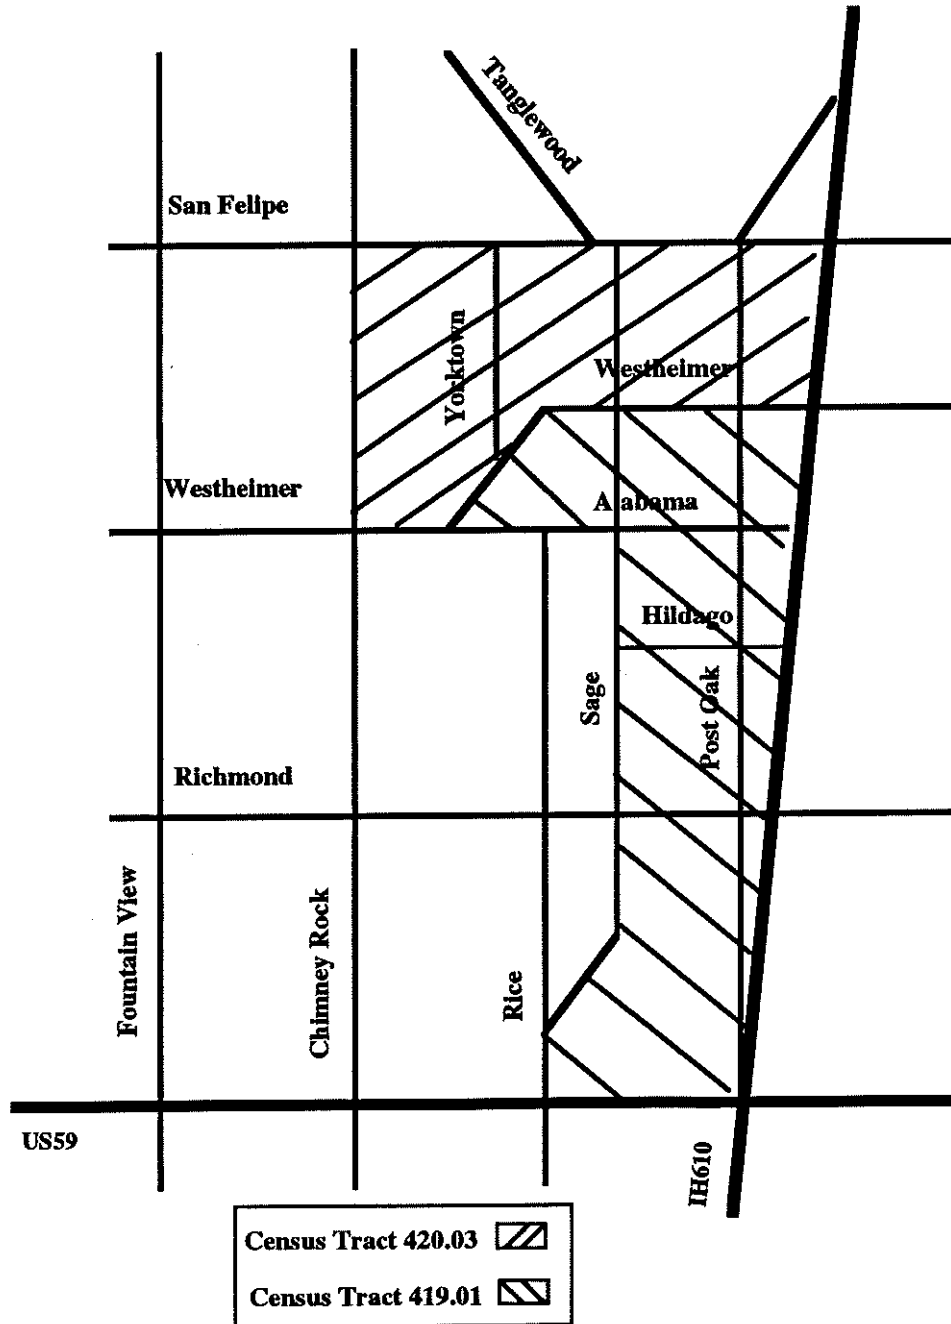 Tanglewood
San Felipe
Yorktown
Westheimer
Westheimer
Alabama
Hildago
Sage
Post Oak
Richmond
Fountain View
Chimney Rock
Rice
US59
IH610
Census Tract 420.03
Census Tract 419.01